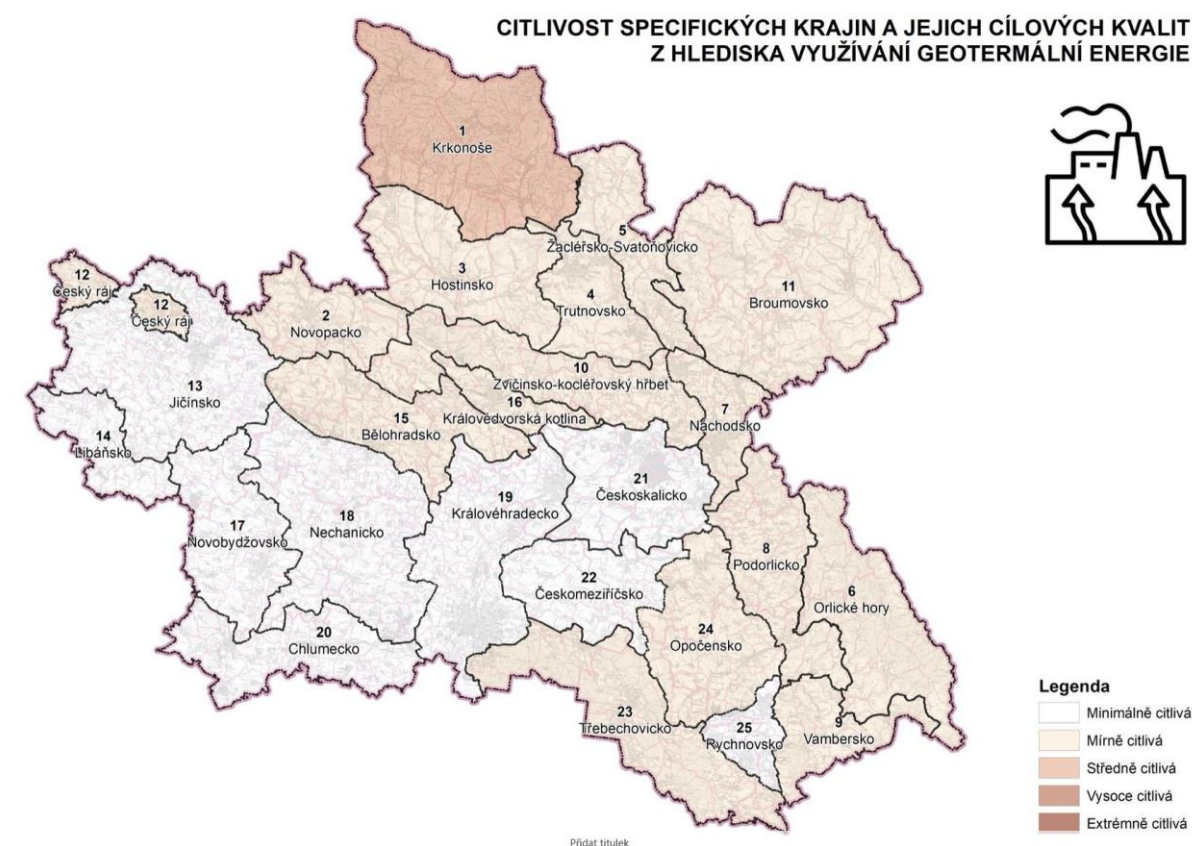 CITLIVOST SPECIFICKÝCH KRAJIN A JEJICH CÍLOVÝCH KVALIT
Z HLEDISKA VYUŽÍVÁNÍ GEOTERMÁLNÍ ENERGIE
1
Krkonoše
5
Žacléřsko-Svatoňovicko
3
Hostinsko
4
Trutnovsko
11
Broumovsko
12
Český ráj
12
Český ráj
2
Novopacko
10
Zvičinsko-kocléřovský hřbet
13
Jičínsko
16
Královédvorská kotlina
15
Bělohradsko
7
Náchodsko
14
Libáňsko
21
Českoskalicko
19
Královéhradecko
18
Nechanicko
17
Novobydžovsko
8
Podorlicko
22
Českomeziříčsko
6
Orlické hory
20
Chlumecko
24
Opočensko
23
Třebechovicko
25
Rychnovsko
9
Vambersko
Legenda
Minimálně citlivá
Mírně citlivá
Středně citlivá
Vysoce citlivá
Extrémně citlivá
Přidat titulek